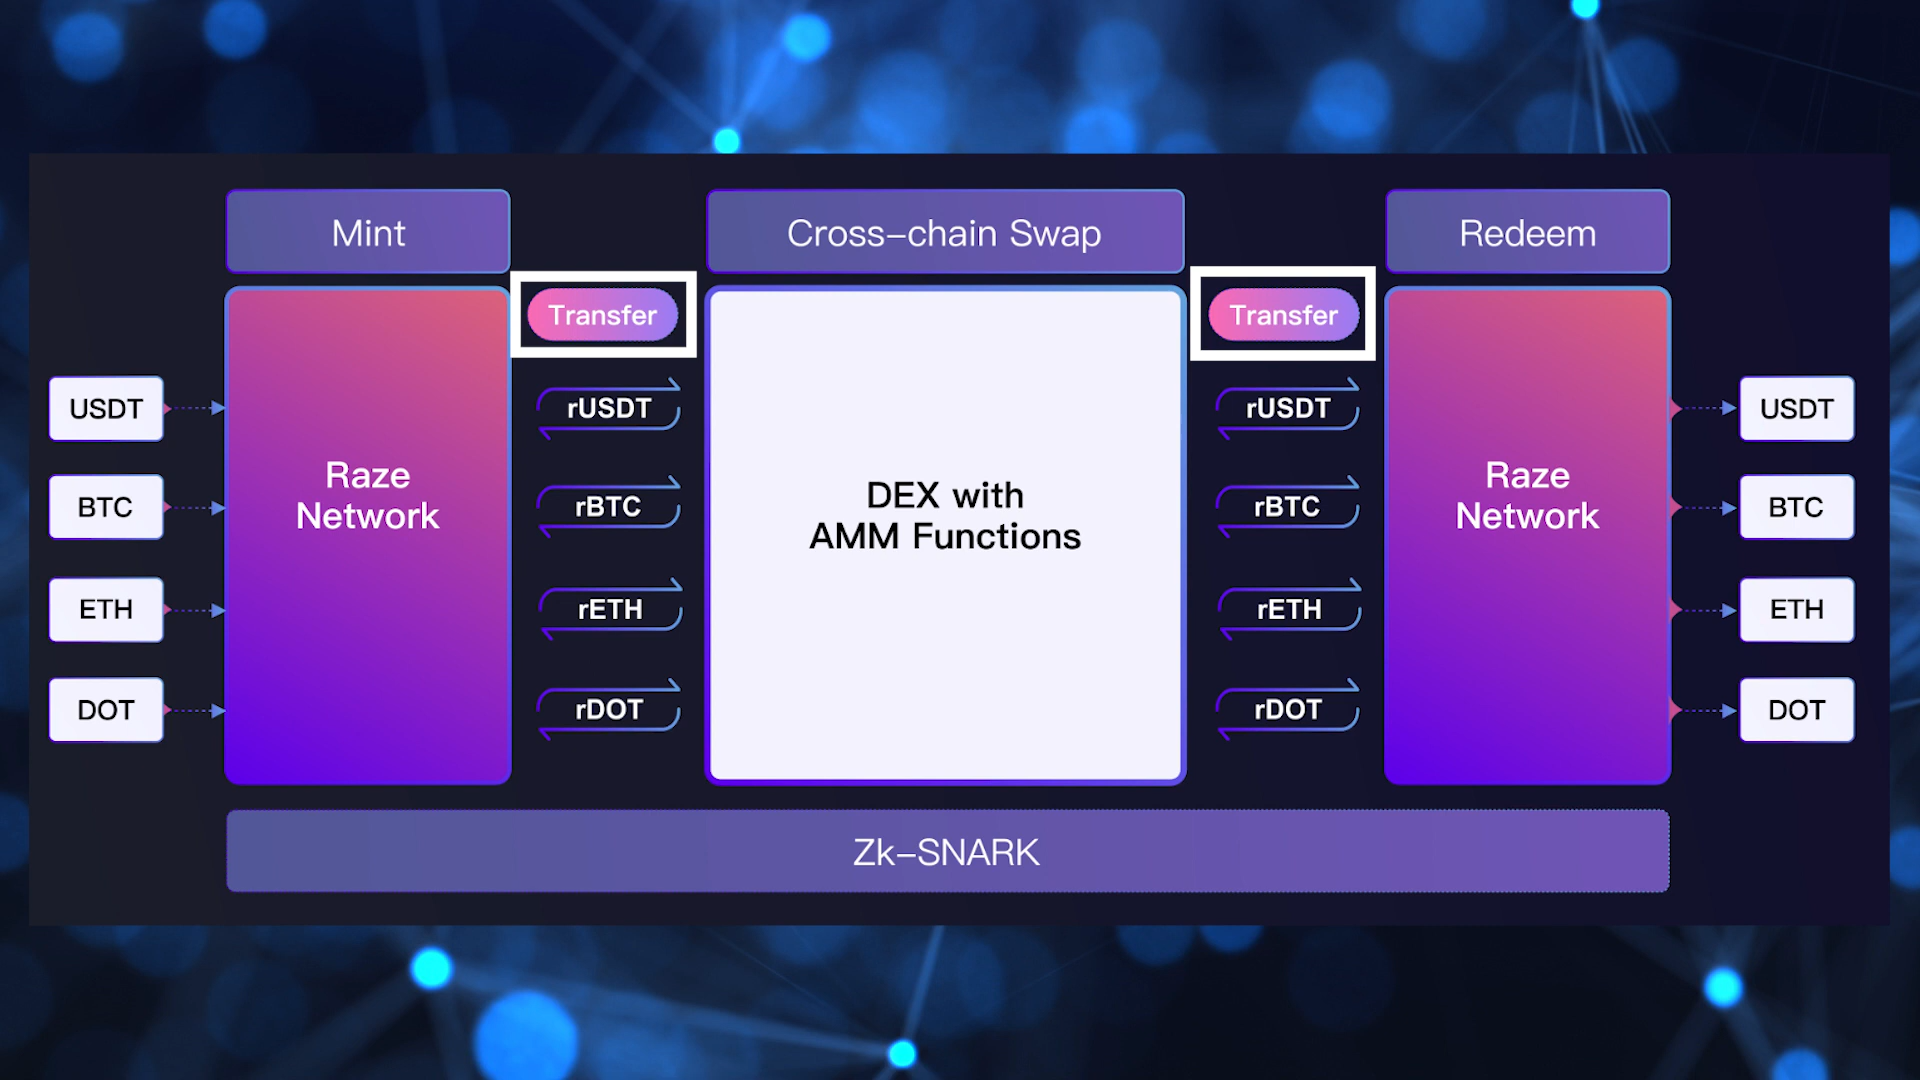 Mint
Cross-chain Swap
Redeem
Transfer
Transfer
USDT
BTC
ETH
DOT
Raze
Network
rUSDT
rBTC
rETH
rDOT
DEX with
AMM Functions
rUSDT
rBTC
rETH
rDOT
Raze
Network
USDT
BTC
ETH
DOT
Zk-SNARK